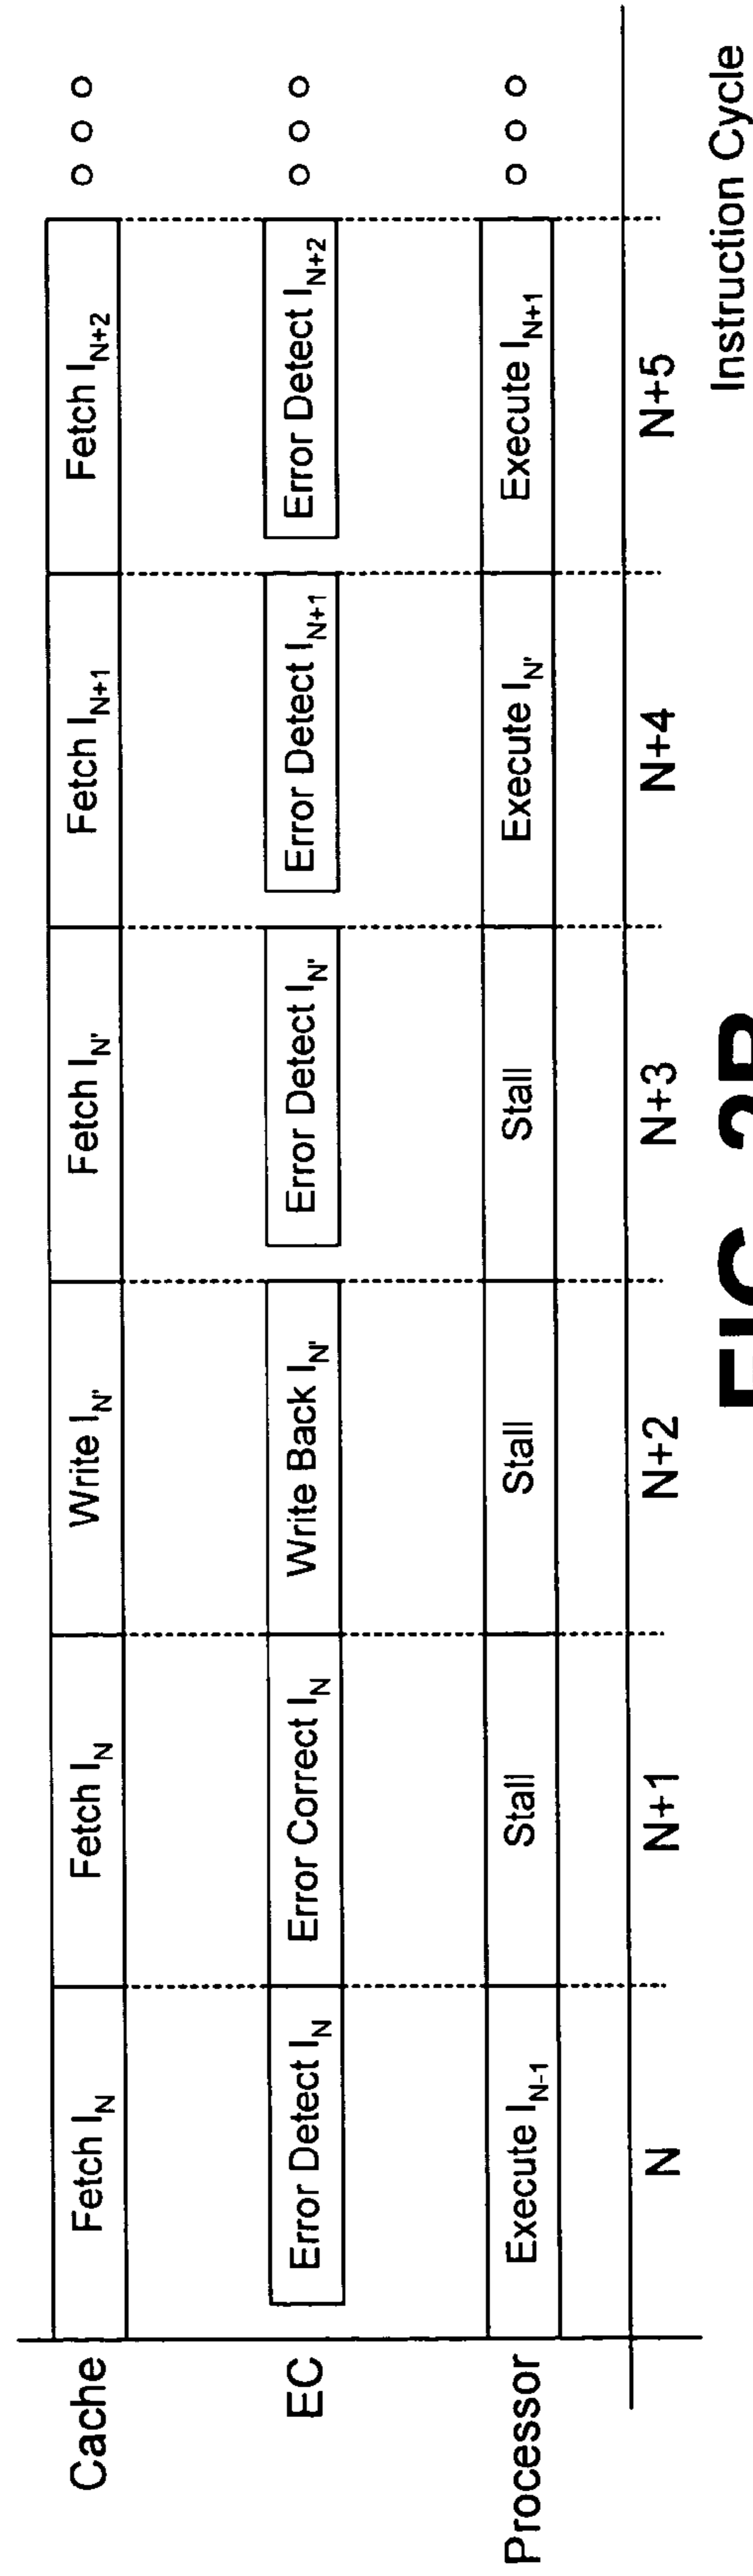 Cache Fetch I_N Fetch I_N Write I_N' Fetch I_N' Fetch I_N+1 Fetch I_N+2 o o o
EC Error Detect I_N Error Correct I_N Write Back I_N' Error Detect I_N' Error Detect I_N+1 Error Detect I_N+2 o o o
Processor Execute I_N-1 Stall Stall Stall Execute I_N' Execute I_N+1 o o o
N N+1 N+2 N+3 N+4 N+5
Instruction Cycle